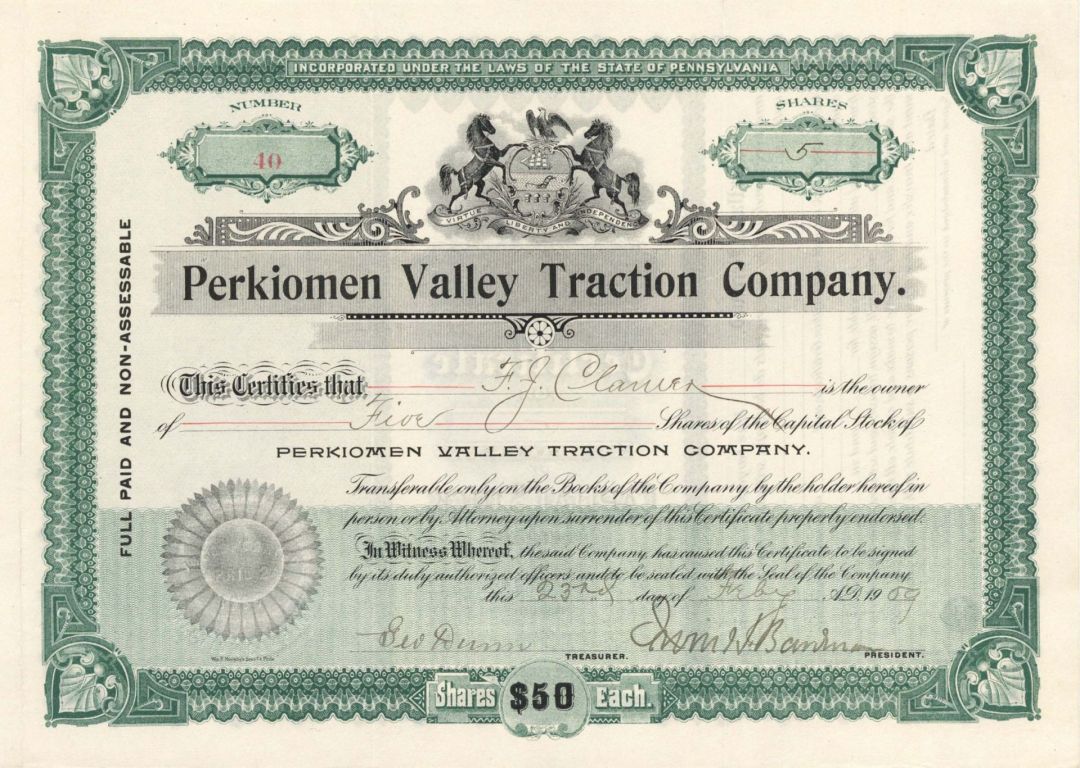 INCORPORATED UNDER THE LAWS OF THE STATE OF PENNSYLVANIA
NUMBER
40
SHARES
5
VIRTUE LIBERTY AND INDEPENDENCE
Perkiomen Valley Traction Company.
This Certifies that F. J. Clamer is the owner
of Five Shares of the Capital Stock of
PERKIOMEN VALLEY TRACTION COMPANY.
Transferable only on the Books of the Company by the holder hereof in
person or by Attorney upon surrender of this Certificate properly endorsed.
In Witness Whereof, the said Company has caused this Certificate to be signed
by its duly authorized officers and to be sealed with the Seal of the Company
this 23rd day of Feby A.D. 1909
Geo Dunn TREASURER. PRESIDENT.
FULL PAID AND NON-ASSESSABLE
Shares $50 Each.